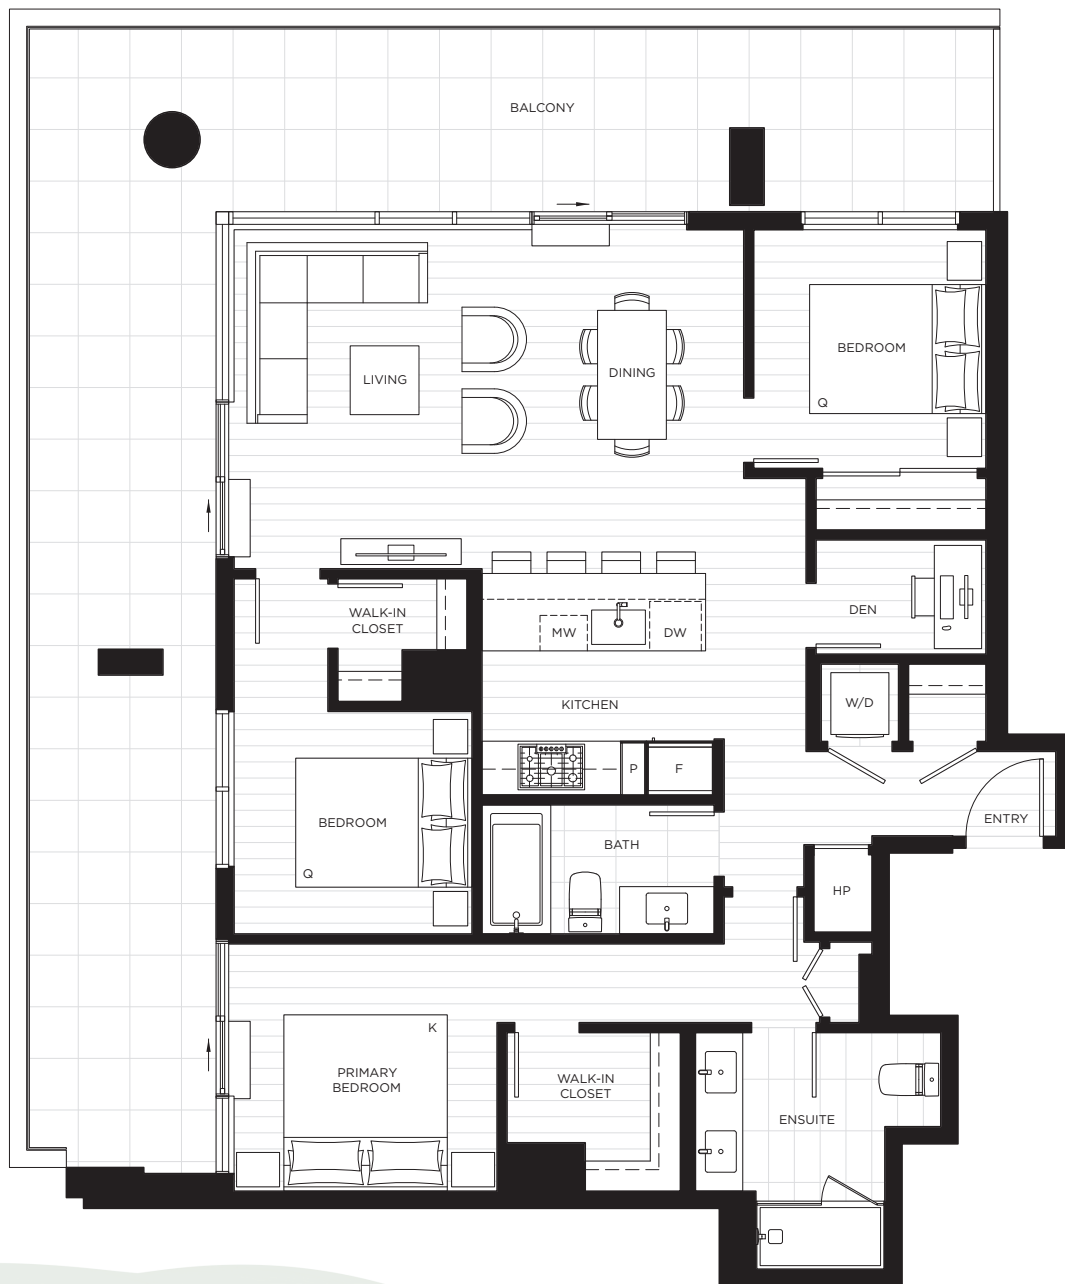 BALCONY
BEDROOM
Q
LIVING
DINING
DEN
WALK-IN
CLOSET
MW
DW
KITCHEN
W/D
P
F
BEDROOM
Q
BATH
ENTRY
HP
K
PRIMARY
BEDROOM
WALK-IN
CLOSET
ENSUITE